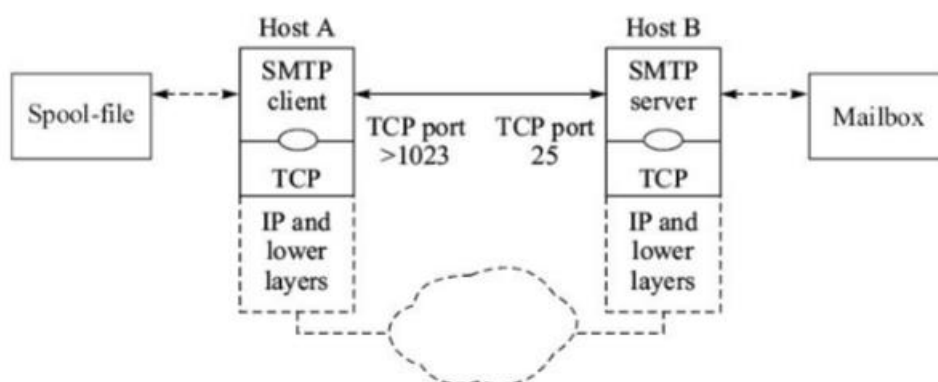 Host A
Host B
Spool-file
SMTP
client
TCP port
>1023
TCP port
25
SMTP
server
Mailbox
TCP
TCP
IP and
lower
layers
IP and
lower
layers